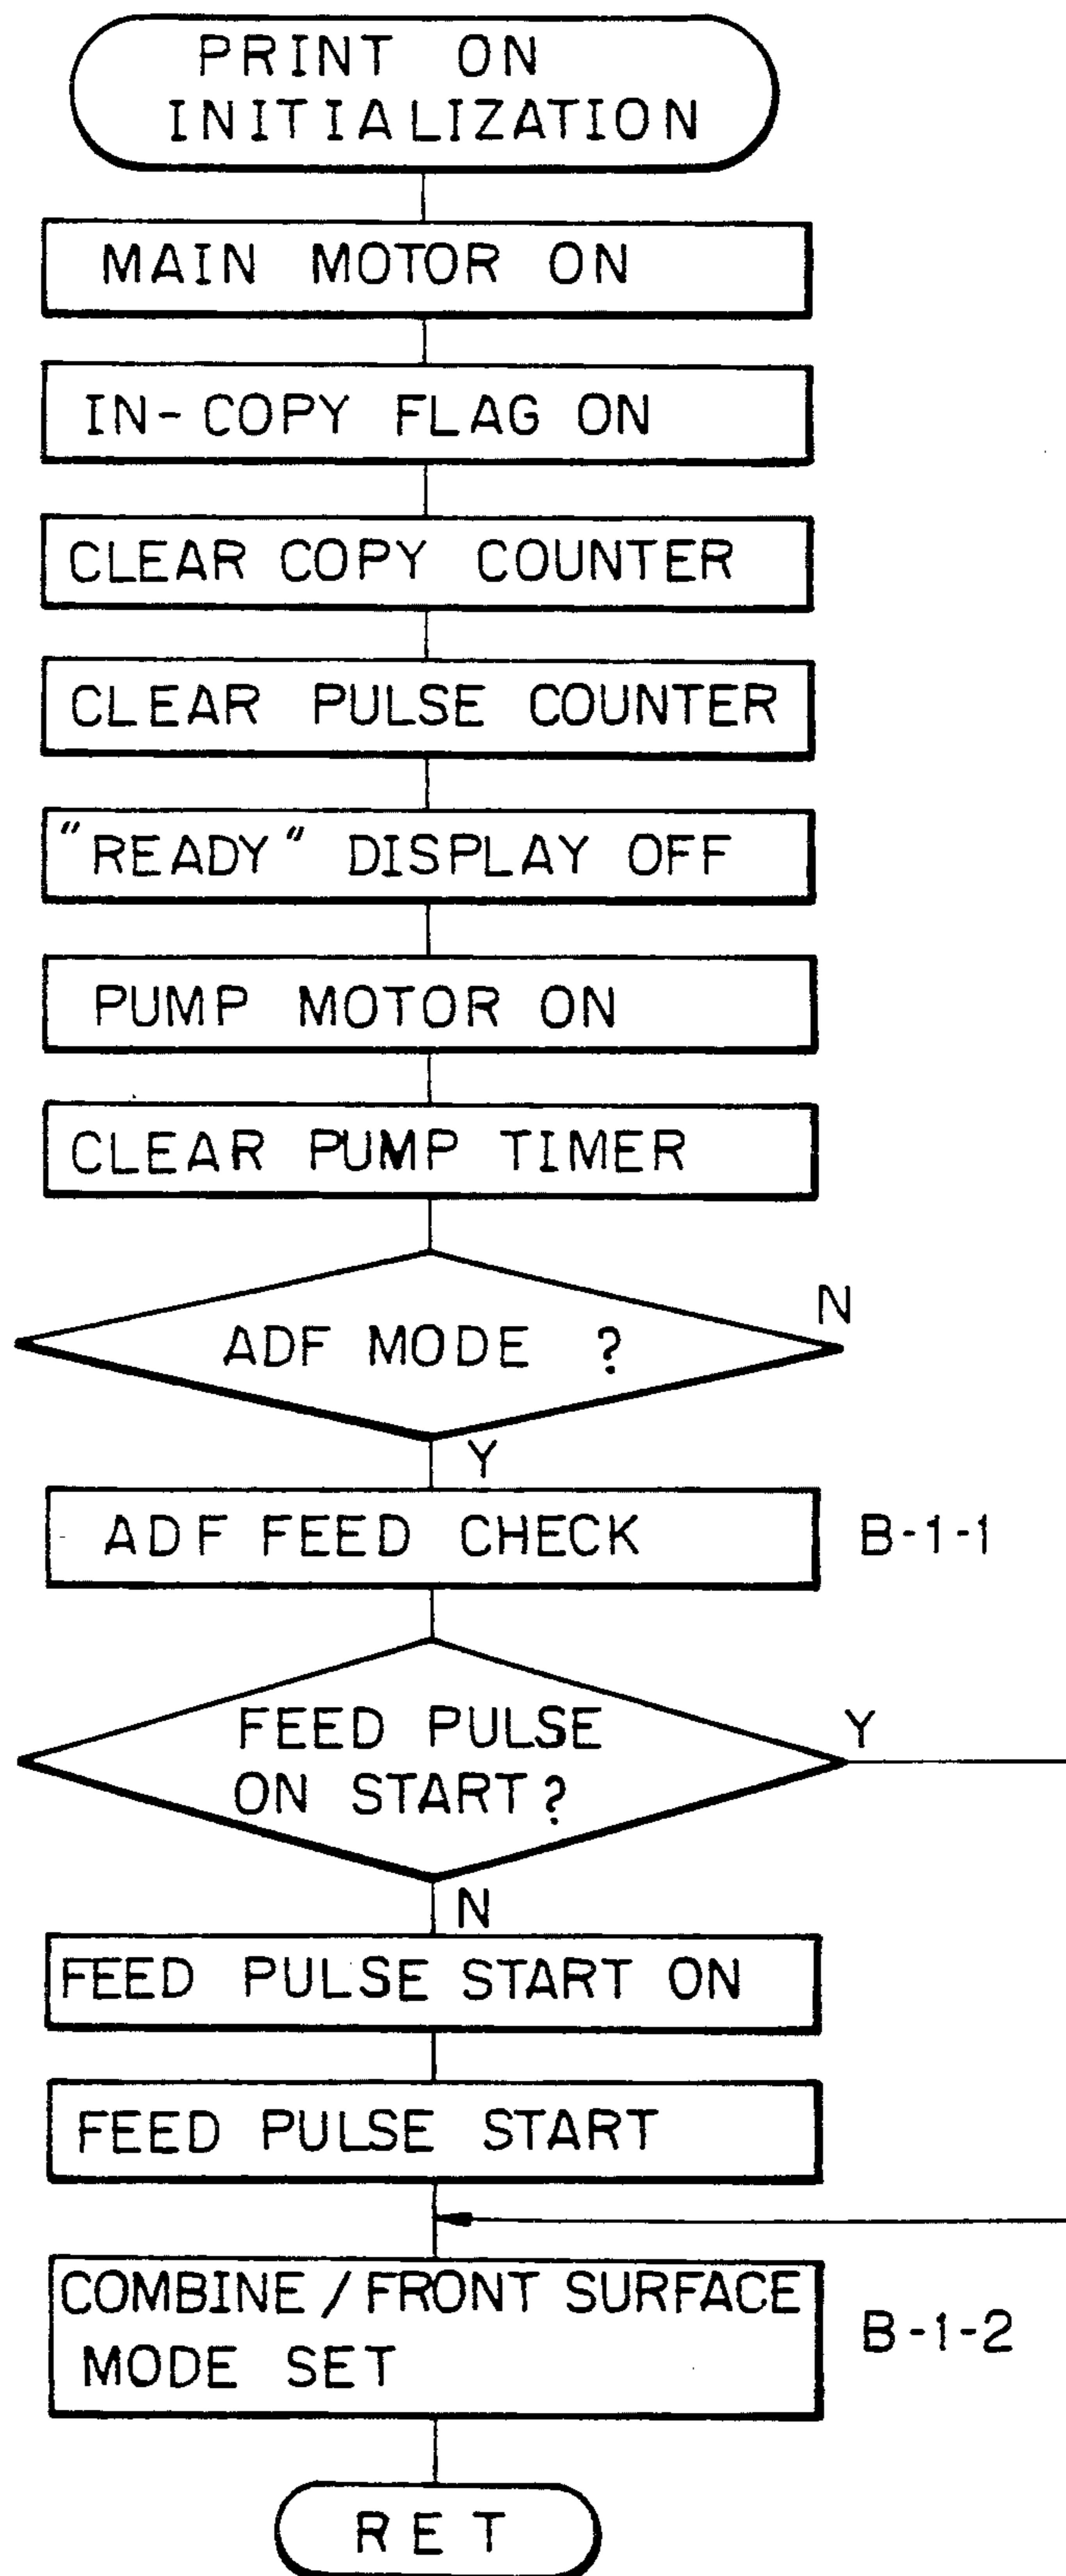 PRINT ON
INITIALIZATION
MAIN MOTOR ON
IN-COPY FLAG ON
CLEAR COPY COUNTER
CLEAR PULSE COUNTER
"READY" DISPLAY OFF
PUMP MOTOR ON
CLEAR PUMP TIMER
N
ADF MODE ?
Y
ADF FEED CHECK B-1-1
FEED PULSE Y
ON START?
N
FEED PULSE START ON
FEED PULSE START
COMBINE/FRONT SURFACE
MODE SET B-1-2
RET